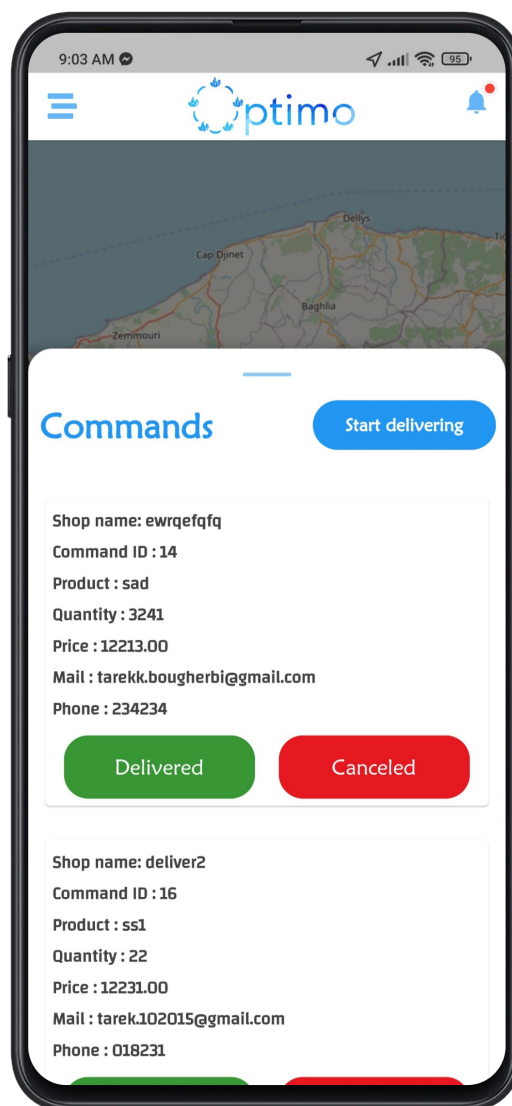 9:03 AM
95
Optimo
Dellys
Cap Djinet
Baghlia
Zemmouri
Commands
Start delivering
Shop name: ewrqefqfq
Command ID : 14
Product : sad
Quantity : 3241
Price : 12213.00
Mail : tarekk.bougherbi@gmail.com
Phone : 234234
Delivered
Canceled
Shop name: deliver2
Command ID : 16
Product : ss1
Quantity : 22
Price : 12231.00
Mail : tarek.102015@gmail.com
Phone : 018231